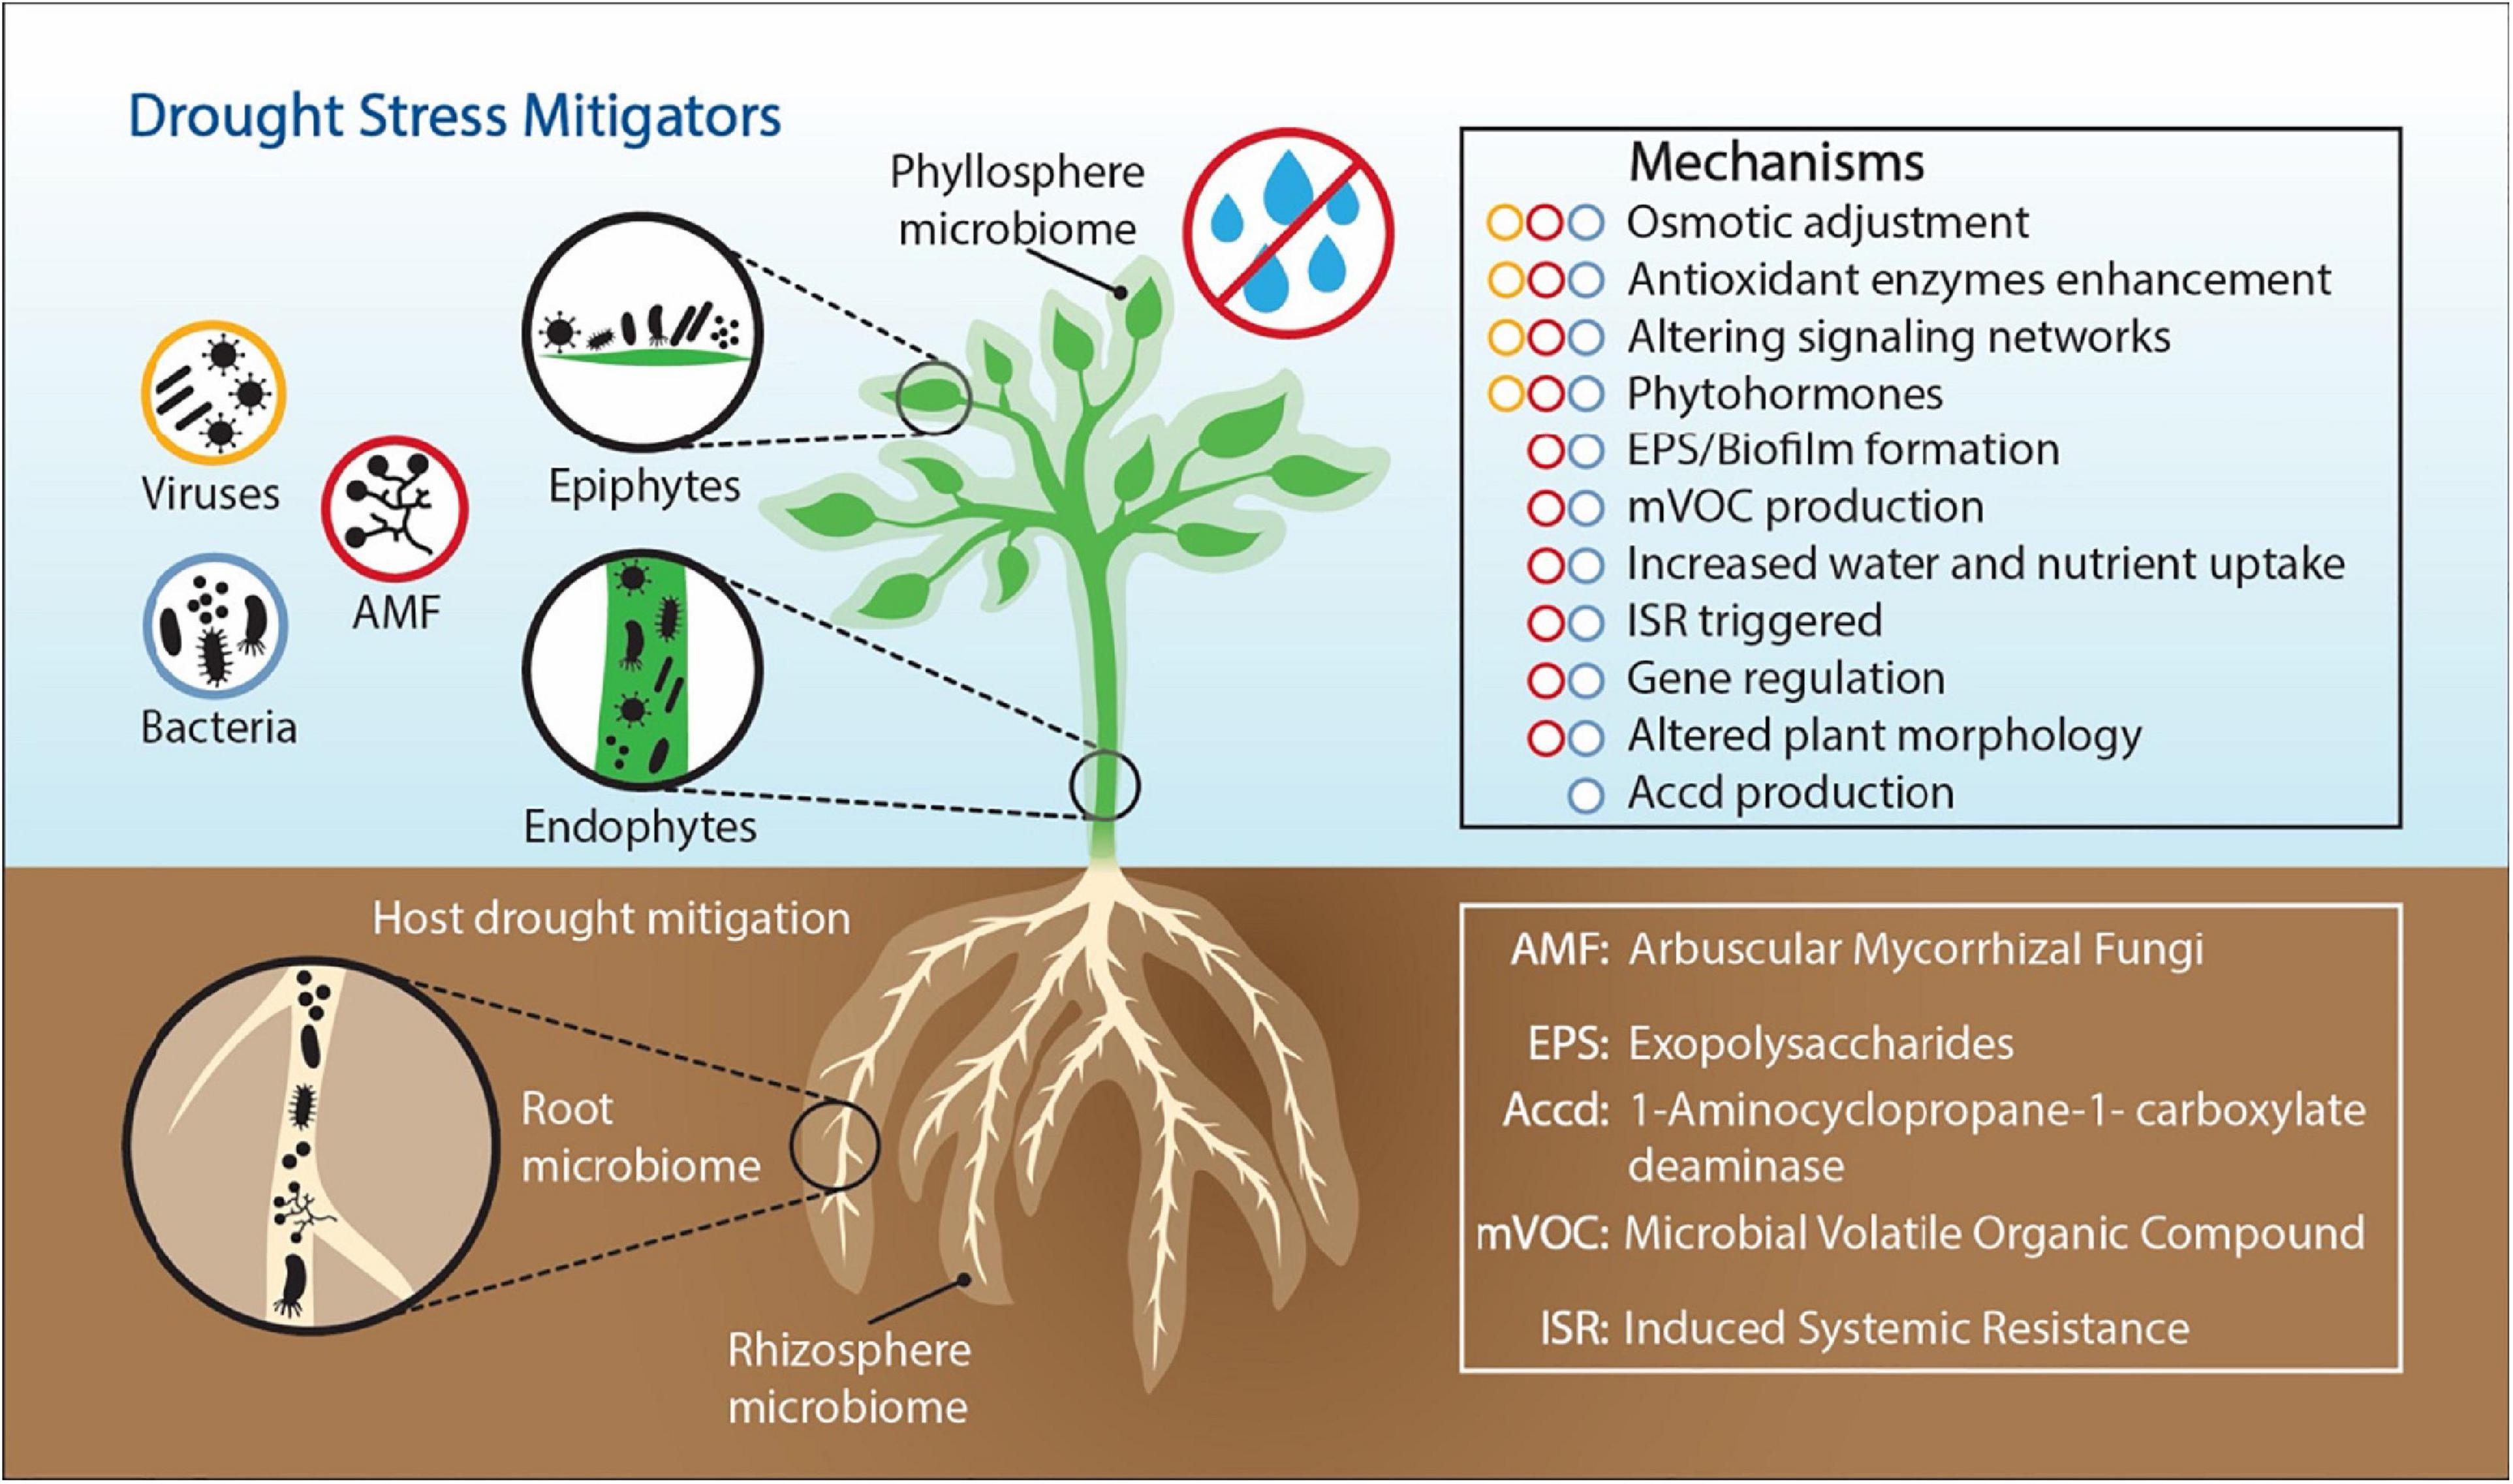 Drought Stress Mitigators
Phyllosphere
microbiome
Viruses
AMF
Bacteria
Epiphytes
Endophytes
Mechanisms
Osmotic adjustment
Antioxidant enzymes enhancement
Altering signaling networks
Phytohormones
EPS/Biofilm formation
mVOC production
Increased water and nutrient uptake
ISR triggered
Gene regulation
Altered plant morphology
Accd production
Host drought mitigation
Root
microbiome
Rhizosphere
microbiome
AMF: Arbuscular Mycorrhizal Fungi
EPS: Exopolysaccharides
Accd: 1-Aminocyclopropane-1- carboxylate
deaminase
mVOC: Microbial Volatile Organic Compound
ISR: Induced Systemic Resistance